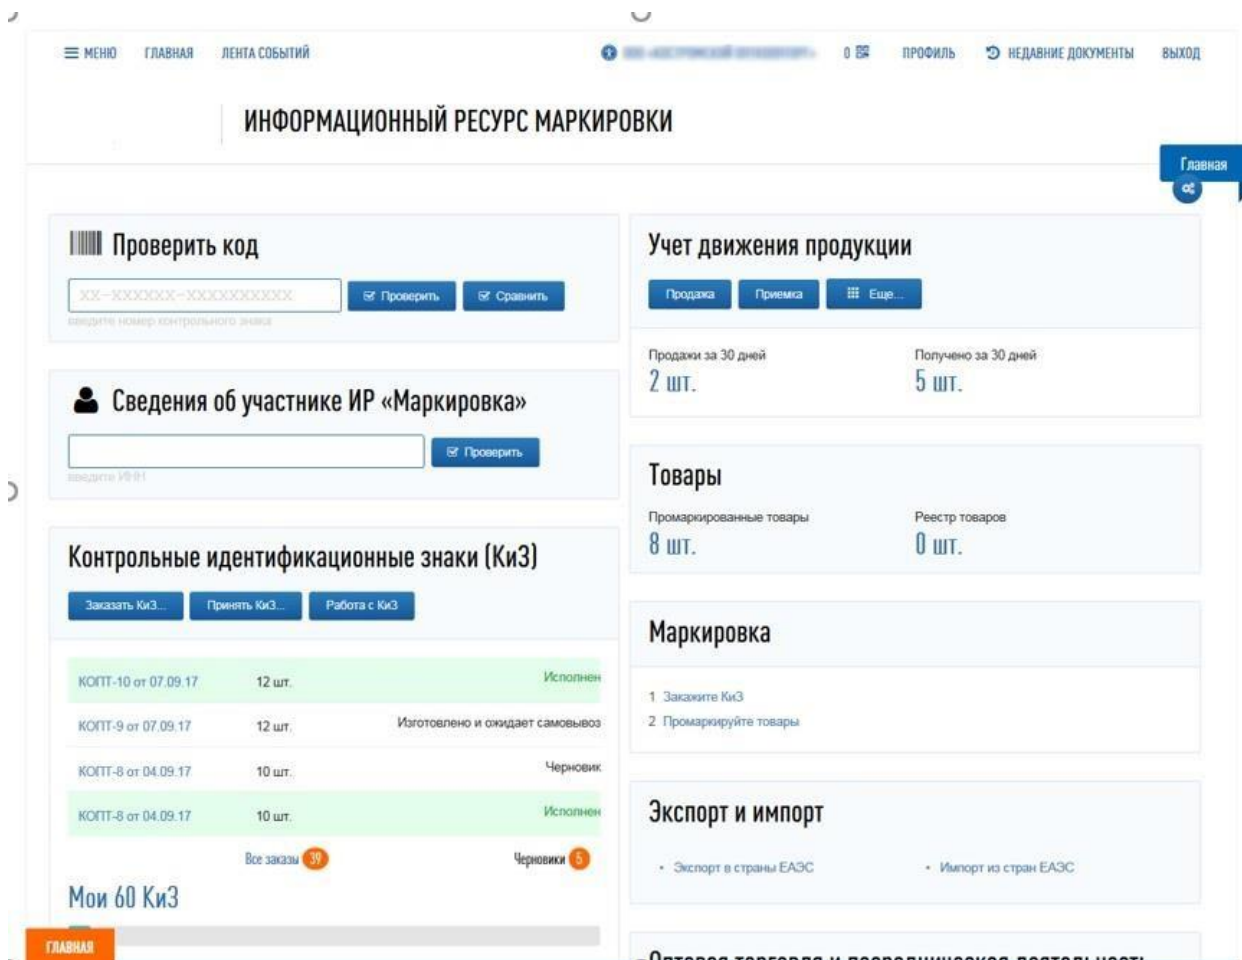 МЕНЮ ГЛАВНАЯ ЛЕНТА СОБЫТИЙ 0 ПРОФИЛЬ НЕДАВНИЕ ДОКУМЕНТЫ ВЫХОД
ИНФОРМАЦИОННЫЙ РЕСУРС МАРКИРОВКИ
Главная
Проверить код
XX-XXXXXX-XXXXXXXXXX Проверить Сравнить
введите номер контрольного знака
Сведения об участнике ИР «Маркировка»
Проверить
введите ИНН
Контрольные идентификационные знаки (КиЗ)
Заказать КиЗ... Принять КиЗ... Работа с КиЗ
КОПТ-10 от 07.09.17 12 шт. Исполнен
КОПТ-9 от 07.09.17 12 шт. Изготовлено и ожидает самовывоз
КОПТ-8 от 04.09.17 10 шт. Черновик
КОПТ-8 от 04.09.17 10 шт. Исполнен
Все заказы 39 Черновики 5
Мои 60 КиЗ
ГЛАВНАЯ
Учет движения продукции
Продажа Приемка Еще...
Продажи за 30 дней Получено за 30 дней
2 шт. 5 шт.
Товары
Промаркированные товары Реестр товаров
8 шт. 0 шт.
Маркировка
1 Закажите КиЗ
2 Промаркируйте товары
Экспорт и импорт
• Экспорт в страны ЕАЭС • Импорт из стран ЕАЭС
Оптовая торговля и посредническая деятельность